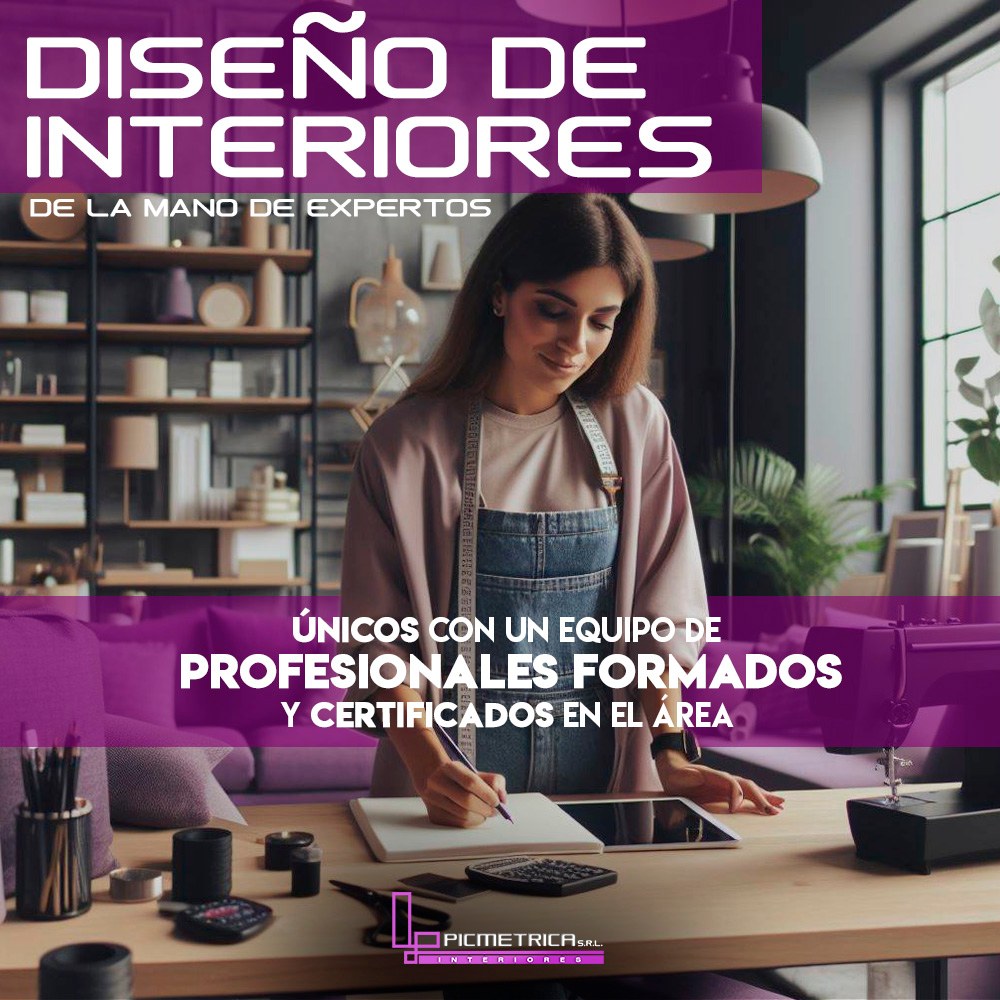 DISEÑO DE
INTERIORES
DE LA MANO DE EXPERTOS
ÚNICOS CON UN EQUIPO DE
PROFESIONALES FORMADOS
Y CERTIFICADOS EN EL ÁREA
PICMETRICA S.R.L.
INTERIORES